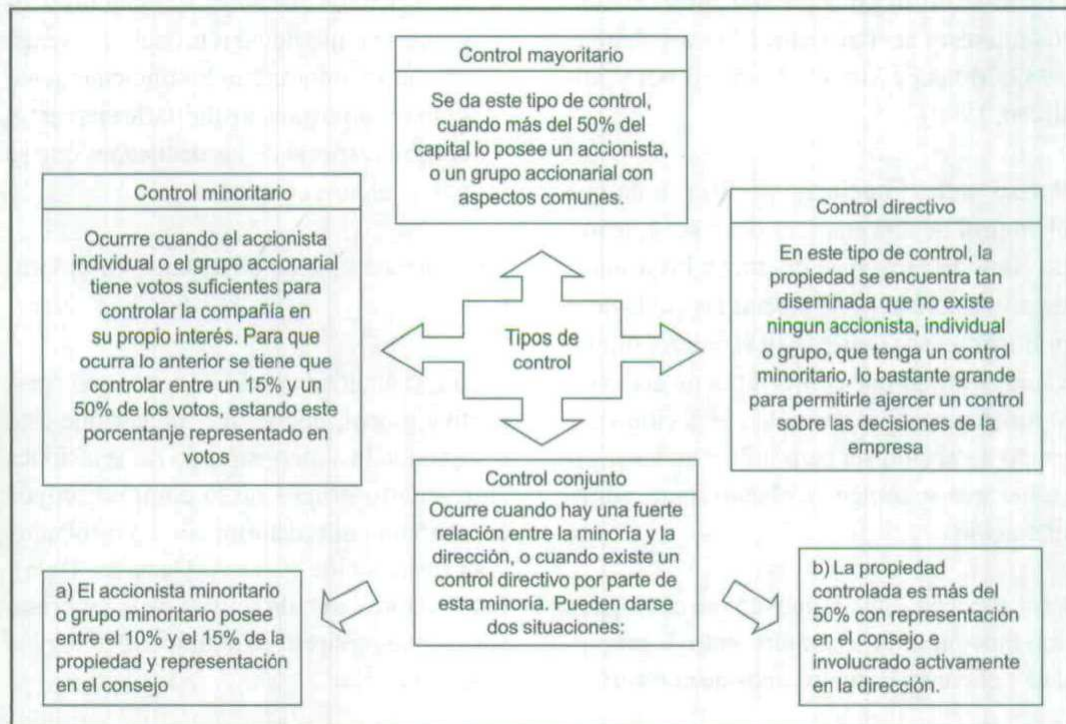 Control mayoritario
Se da este tipo de control,
cuando más del 50% del
capital lo posee un accionista,
o un grupo accionarial con
aspectos comunes.
Control minoritario
Ocurrre cuando el accionista
individual o el grupo accionarial
tiene votos suficientes para
controlar la compañía en
su propio interés. Para que
ocurra lo anterior se tiene que
controlar entre un 15% y un
50% de los votos, estando este
porcentanje representado en
votos
Tipos de
control
Control directivo
En este tipo de control, la
propiedad se encuentra tan
diseminada que no existe
ningun accionista, individual
o grupo, que tenga un control
minoritario, lo bastante grande
para permitirle ajercer un control
sobre las decisiones de la
empresa
Control conjunto
Ocurre cuando hay una fuerte
relación entre la minoría y la
dirección, o cuando existe un
control directivo por parte de
esta minoría. Pueden darse
dos situaciones:
a) El accionista minoritario
o grupo minoritario posee
entre el 10% y el 15% de la
propiedad y representación
en el consejo
b) La propiedad
controlada es más del
50% con representación
en el consejo e
involucrado activamente
en la dirección.